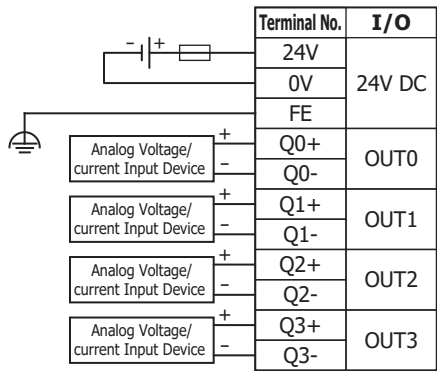 Terminal No. I/O
– + 24V
0V 24V DC
FE
Analog Voltage/
current Input Device
+ Q0+
– Q0-
OUT0
Analog Voltage/
current Input Device
+ Q1+
– Q1-
OUT1
Analog Voltage/
current Input Device
+ Q2+
– Q2-
OUT2
Analog Voltage/
current Input Device
+ Q3+
– Q3-
OUT3